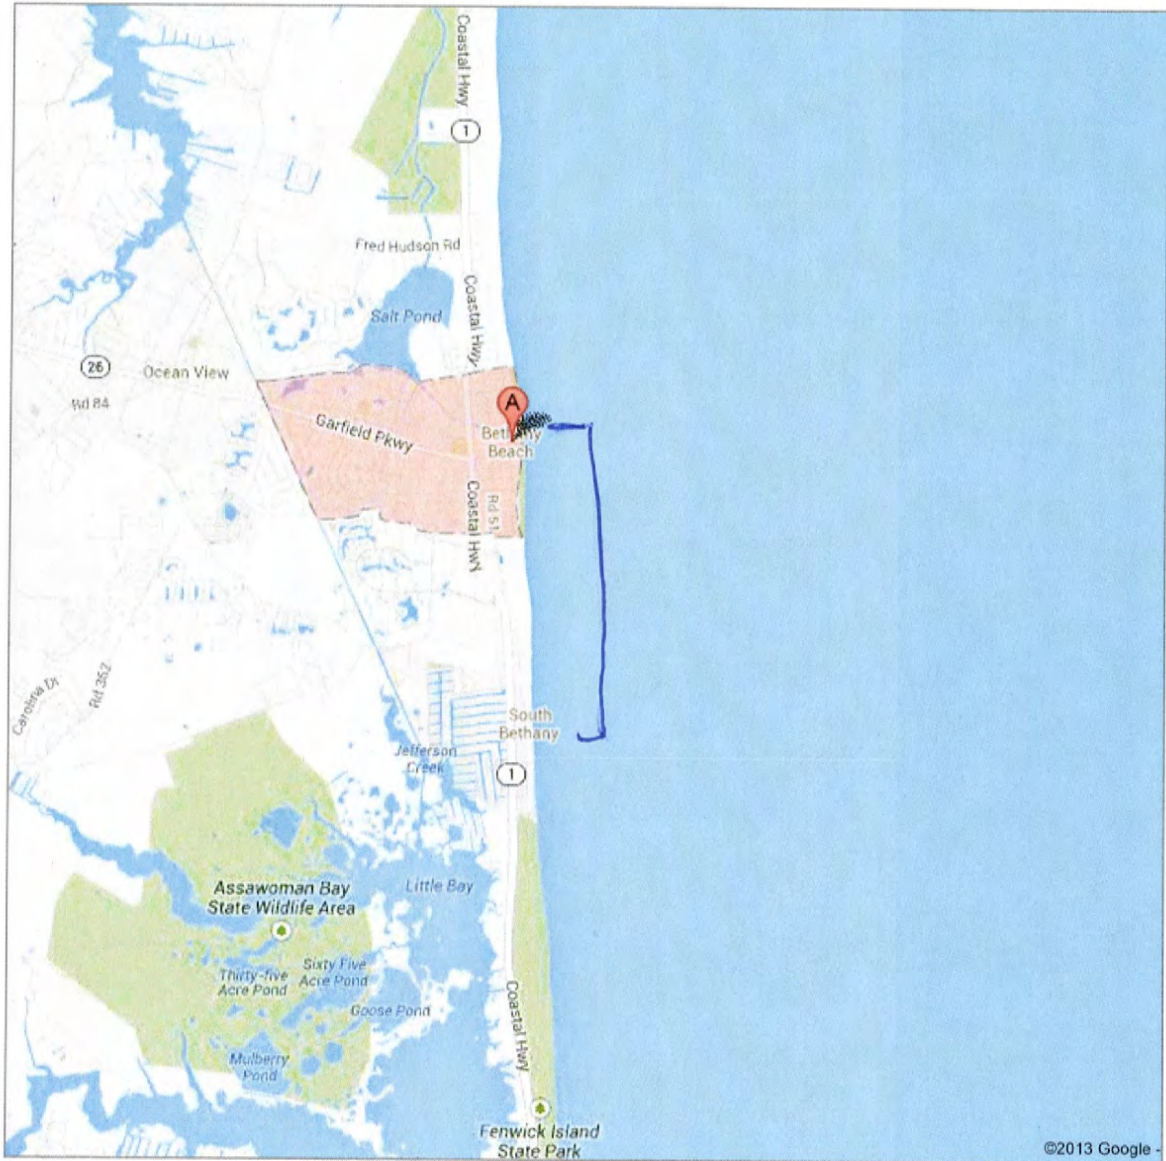 Coastal Hwy
1
Fred Hudson Rd
Coastal Hwy
Salt Pond
26
Ocean View
Rd 84
A
Garfield Pkwy
Bethany
Beach
Rd 51
Coastal Hwy
Rd 362
Carolina Dr
South
Bethany
Jefferson
Creek
1
Assawoman Bay
State Wildlife Area
Little Bay
Thirty-five
Acre Pond
Sixty Five
Acre Pond
Goose Pond
Coastal Hwy
Mulberry
Pond
Fenwick Island
State Park
©2013 Google -